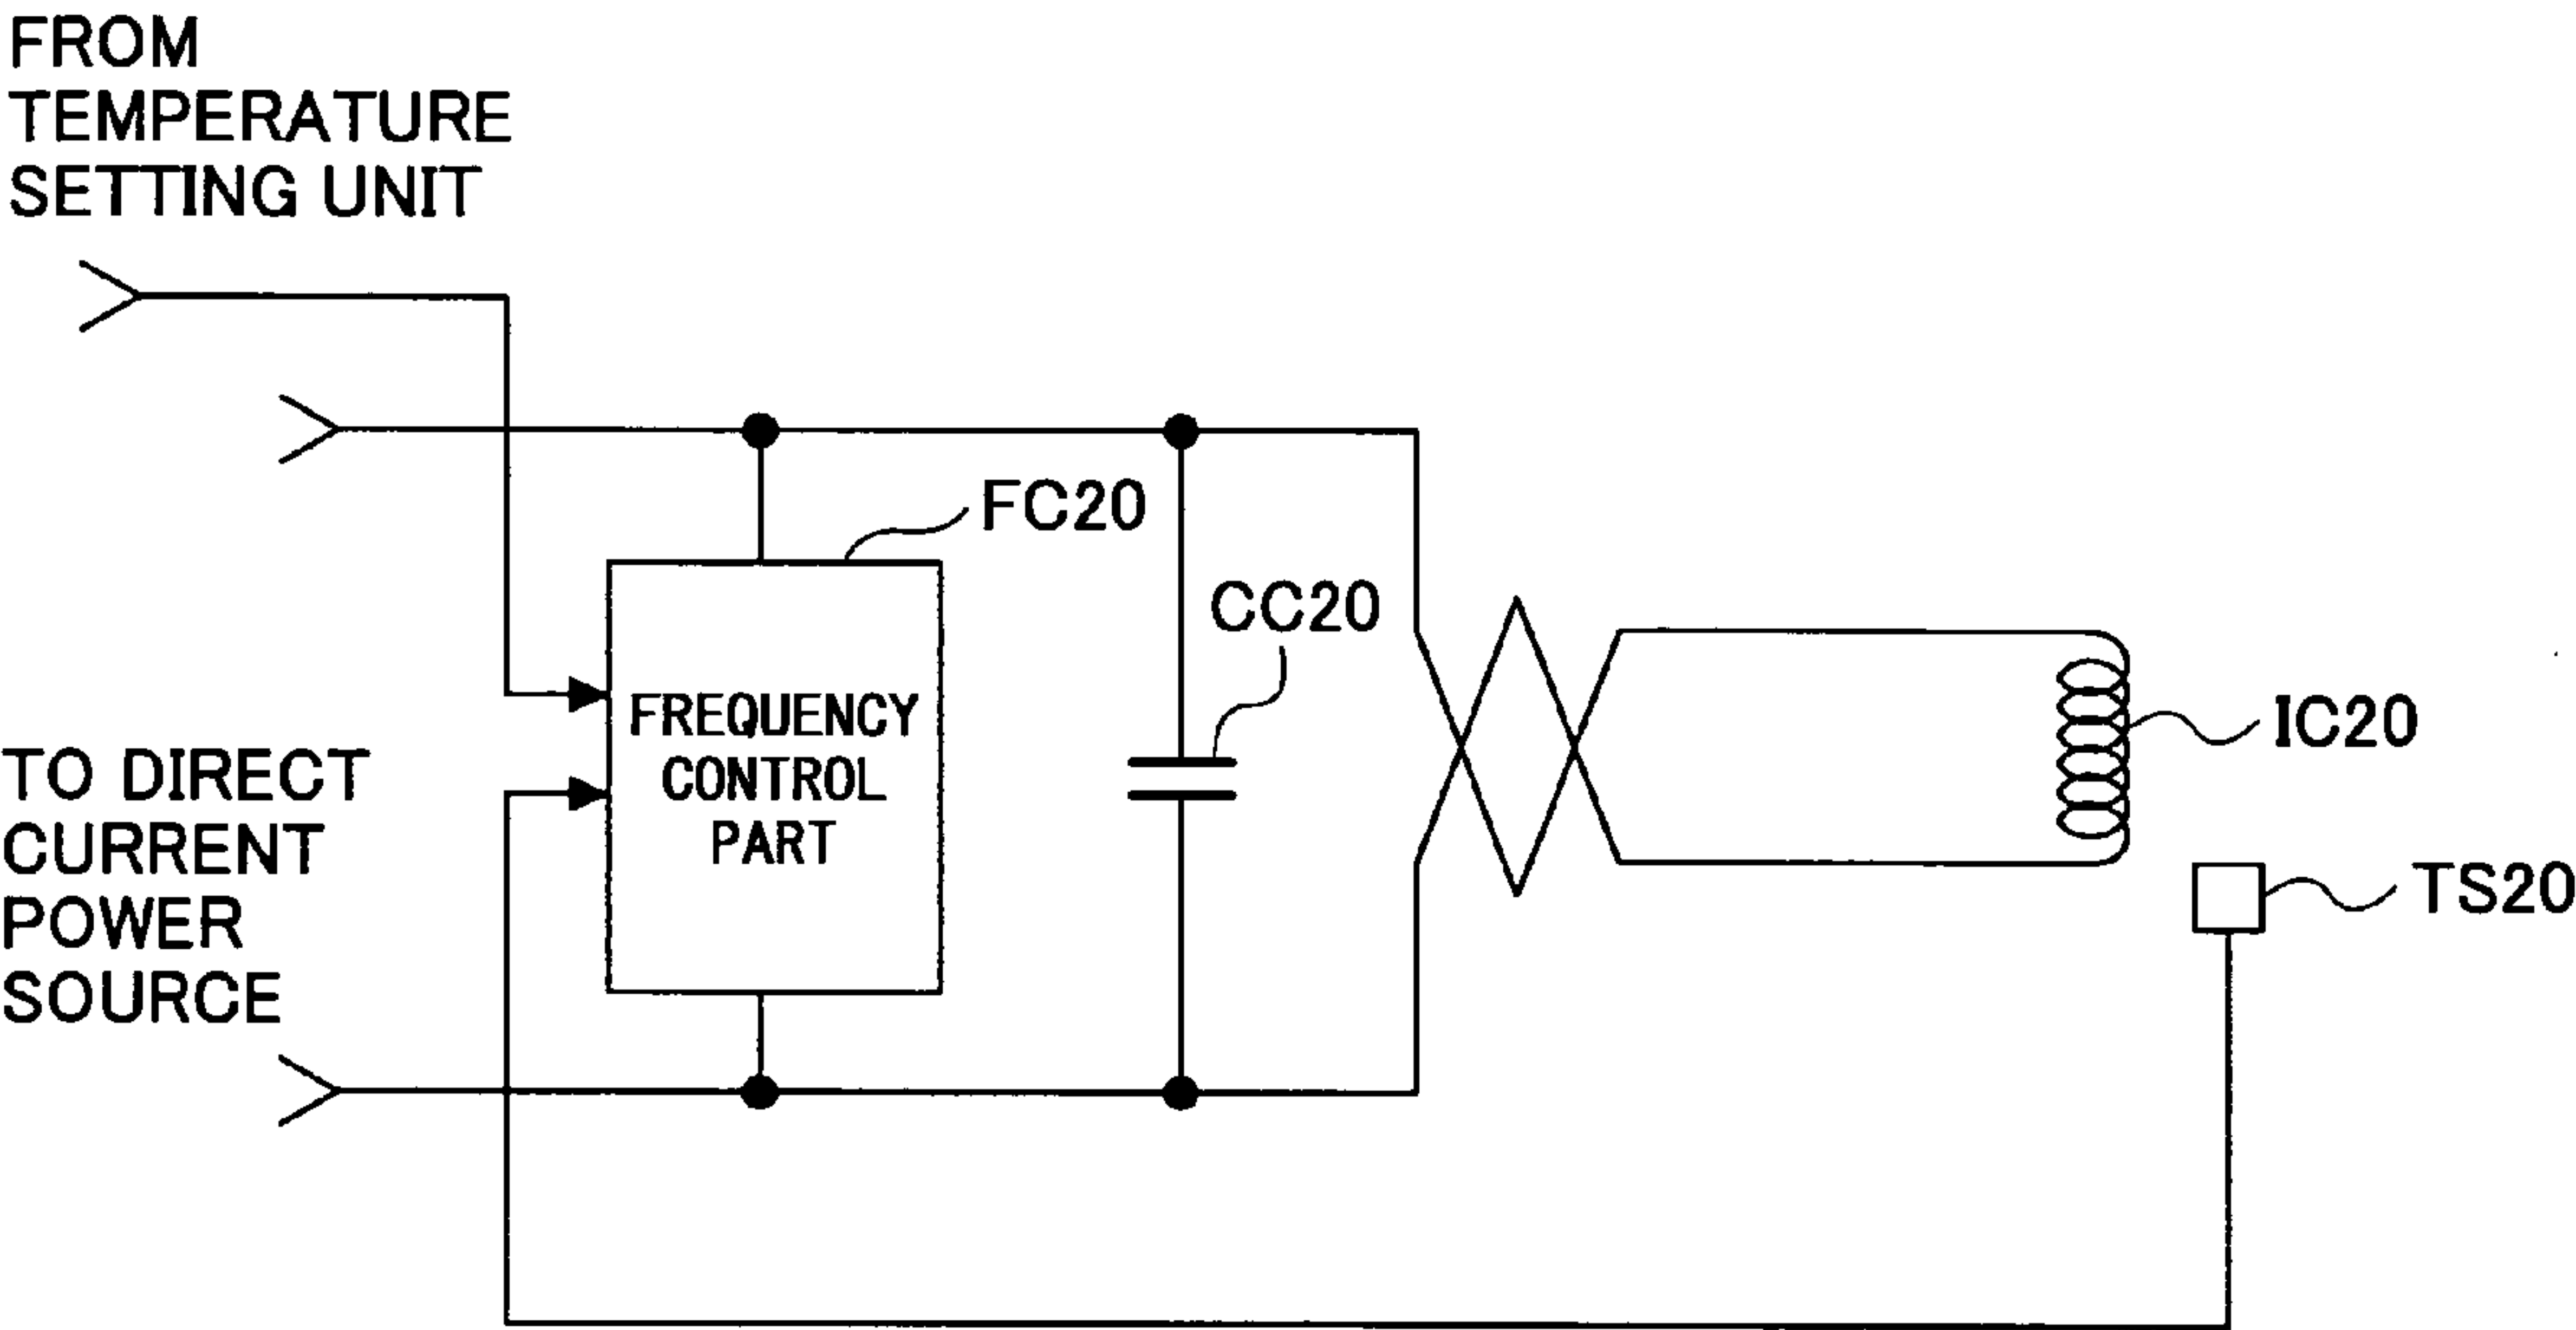 FROM
TEMPERATURE
SETTING UNIT
FC20
CC20
FREQUENCY
CONTROL
PART
IC20
TO DIRECT
CURRENT
POWER
SOURCE
TS20